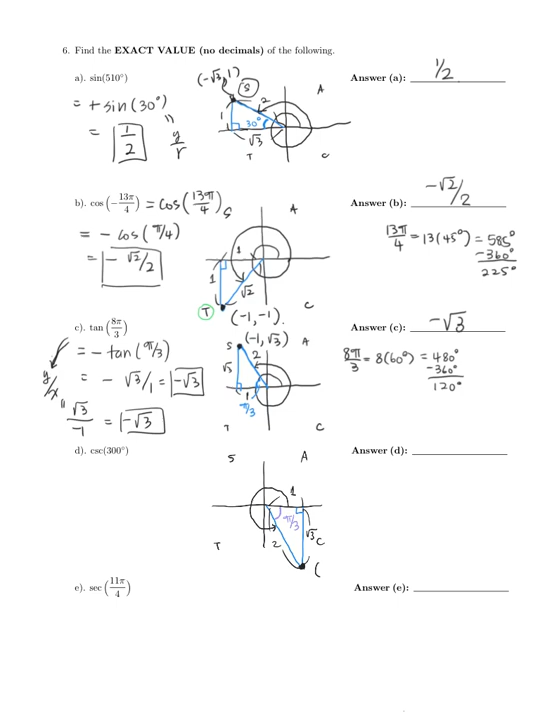 6. Find the EXACT VALUE (no decimals) of the following.
a). sin(510°)
= + sin(30°)
= 1/2
" y/r
(-√3, 1)
S
A
1
2
30°
√3
T
C
Answer (a): 1/2
b). cos(-13π/4) = cos(13π/4)
= - cos(π/4)
= -√2/2
S
A
1
1
√2
T
C
(-1,-1).
Answer (b): -√2/2
13π/4 = 13(45°) = 585°
-360°
225°
c). tan(8π/3)
= - tan(π/3)
= - √3/1 = -√3
y/x
" √3/-1 = -√3
S
(-1, √3)
A
2
√3
1
π/3
T
C
Answer (c): -√3
8π/3 = 8(60°) = 480°
-360°
120°
d). csc(300°)
S
A
1
π/3
√3
2
T
C
(
Answer (d):
e). sec(11π/4)
Answer (e):